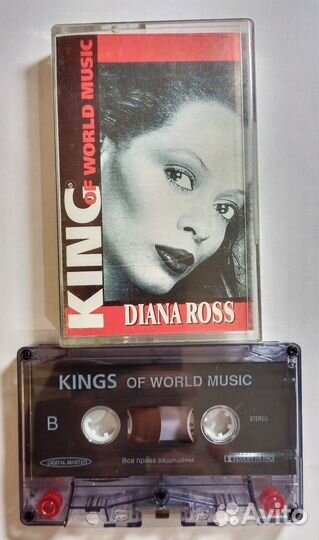 KING
OF WORLD MUSIC
DIANA ROSS
KINGS OF WORLD MUSIC
B
STEREO
DIGITAL MASTER
Все права защищены
Avito